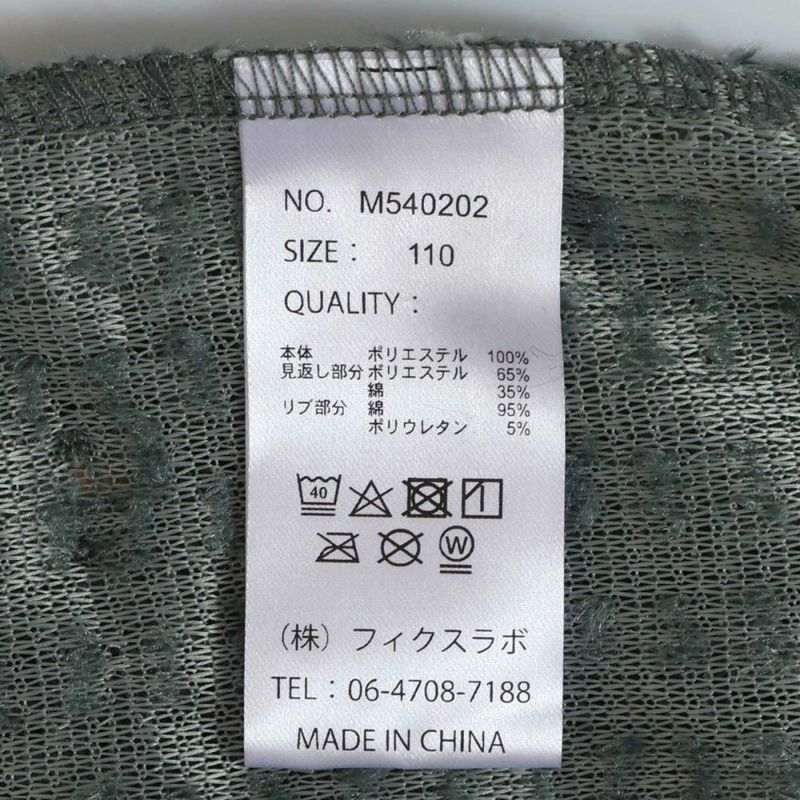 NO. M540202
SIZE : 110
QUALITY :
本体 ポリエステル 100%
見返し部分 ポリエステル 65%
綿 35%
リブ部分 綿 95%
ポリウレタン 5%
40
W
（株）フィクスラボ
TEL : 06-4708-7188
MADE IN CHINA